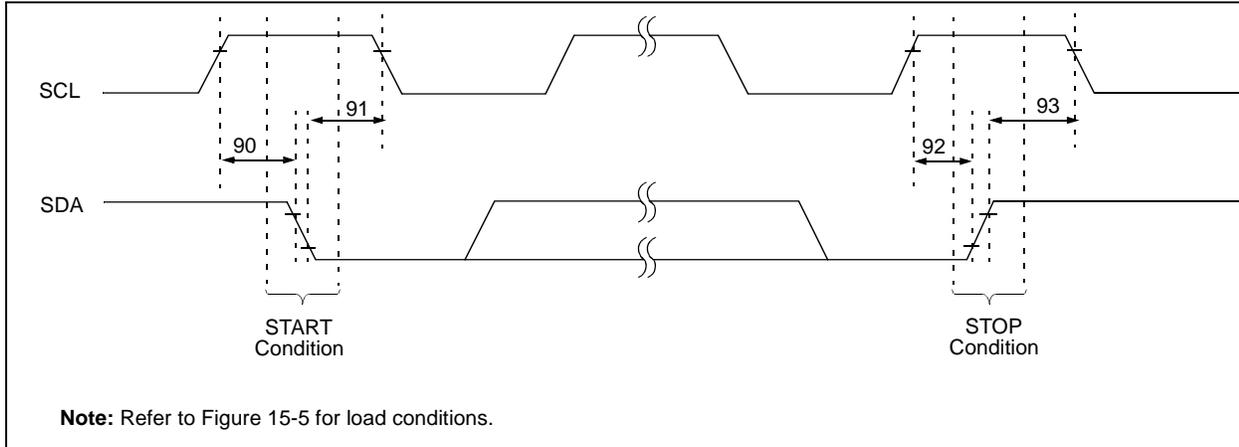 SCL
91
93
90
92
SDA
START
Condition
STOP
Condition
Note: Refer to Figure 15-5 for load conditions.